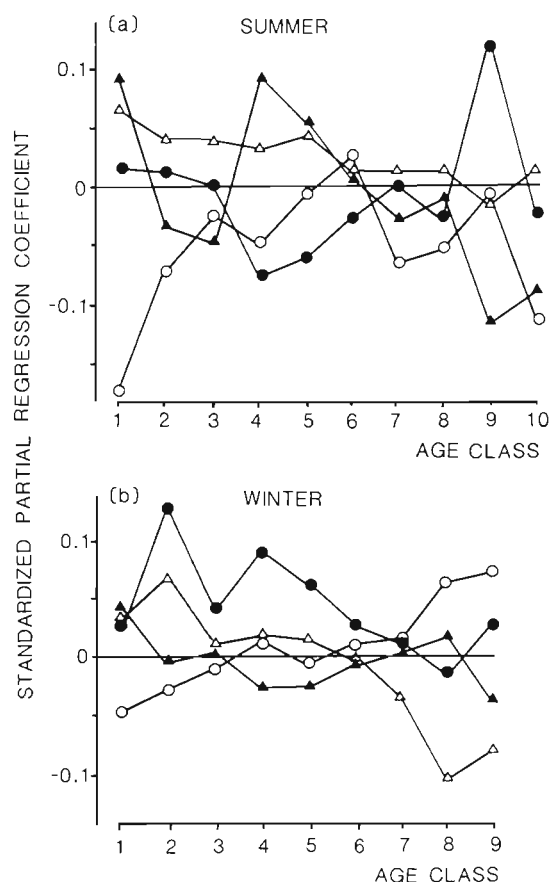 (a) SUMMER
0.1
0
-0.1
1 2 3 4 5 6 7 8 9 10
AGE CLASS
STANDARDIZED PARTIAL REGRESSION COEFFICIENT
(b) WINTER
0.1
0
-0.1
1 2 3 4 5 6 7 8 9
AGE CLASS